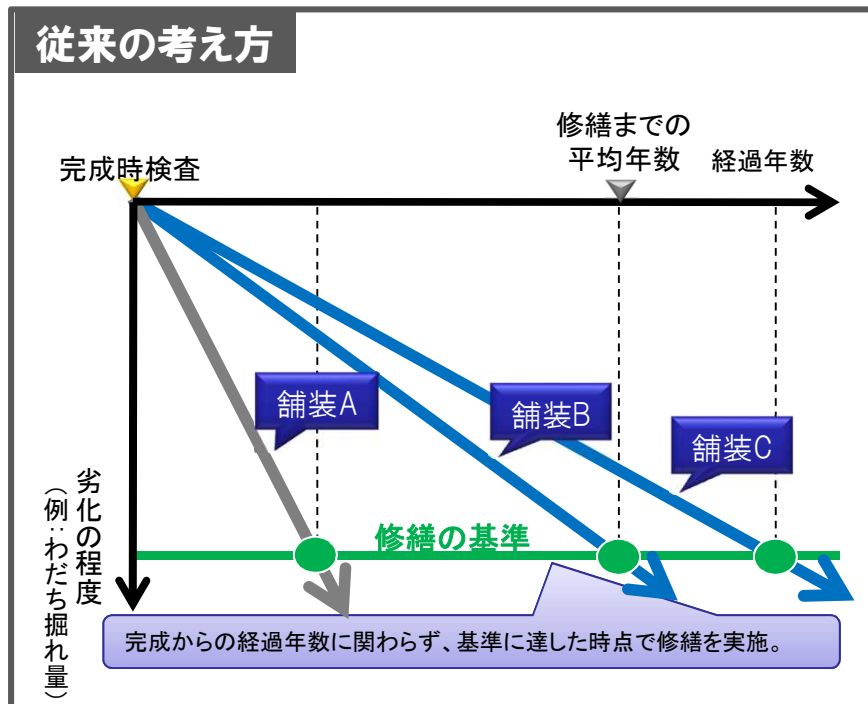 従来の考え方
修繕までの
平均年数
経過年数
完成時検査
舗装A
舗装B
舗装C
修繕の基準
劣化の程度
（例：わだち掘れ量）
完成からの経過年数に関わらず、基準に達した時点で修繕を実施。